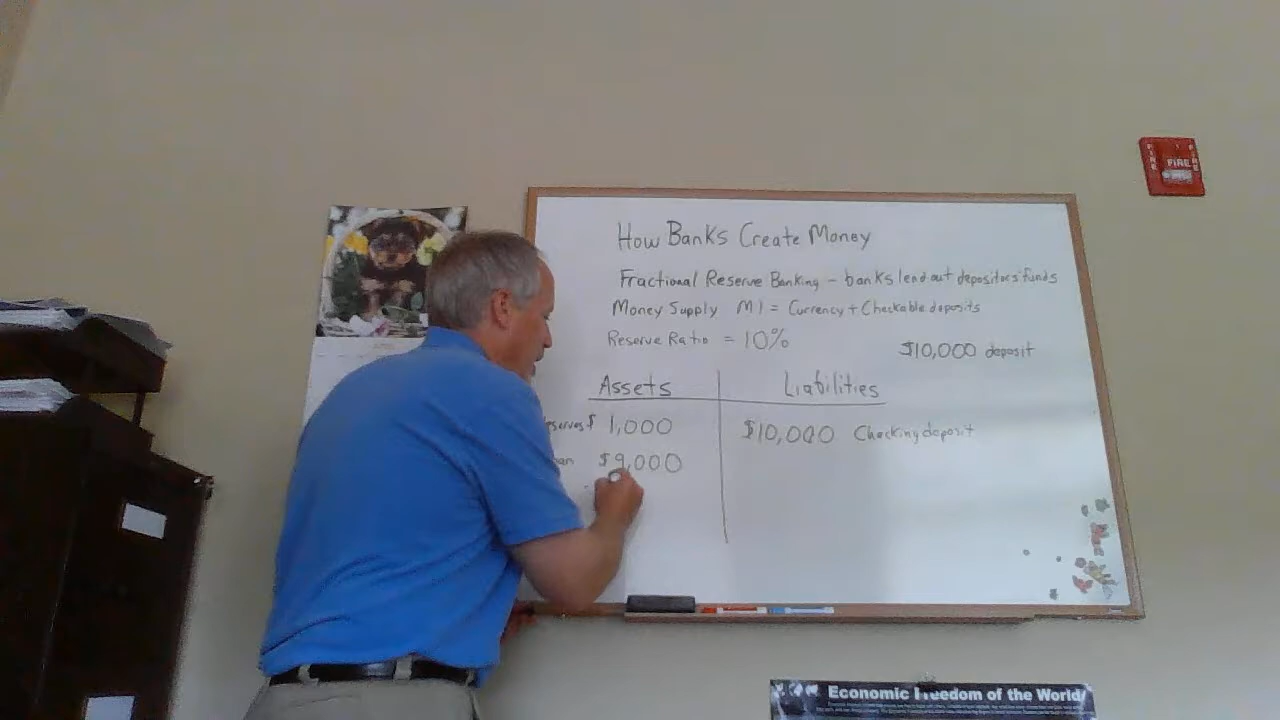 How Banks Create Money
Fractional Reserve Banking - banks lend out depositors' funds
Money Supply M1 = Currency + Checkable deposits
Reserve Ratio = 10%
$10,000 deposit
Assets
Liabilities
$ 1,000
$10,000 Checking deposit
$9,000
FIRE
FIRE
FIRE
Economic Freedom of the World